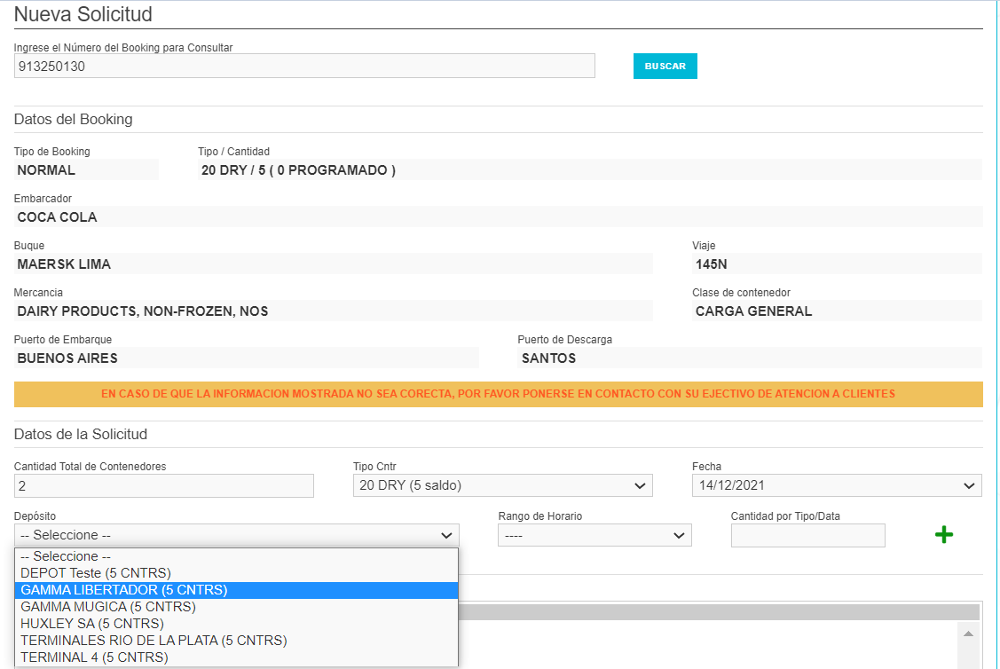 Nueva Solicitud
Ingrese el Número del Booking para Consultar
913250130
BUSCAR
Datos del Booking
Tipo de Booking
Tipo / Cantidad
NORMAL
20 DRY / 5 ( 0 PROGRAMADO )
Embarcador
COCA COLA
Buque
Viaje
MAERSK LIMA
145N
Mercancia
Clase de contenedor
DAIRY PRODUCTS, NON-FROZEN, NOS
CARGA GENERAL
Puerto de Embarque
Puerto de Descarga
BUENOS AIRES
SANTOS
EN CASO DE QUE LA INFORMACION MOSTRADA NO SEA CORECTA, POR FAVOR PONERSE EN CONTACTO CON SU EJECTIVO DE ATENCION A CLIENTES
Datos de la Solicitud
Cantidad Total de Contenedores
Tipo Cntr
Fecha
2
20 DRY (5 saldo)
14/12/2021
Depósito
Rango de Horario
Cantidad por Tipo/Data
-- Seleccione --
----
-- Seleccione --
DEPOT Teste (5 CNTRS)
GAMMA LIBERTADOR (5 CNTRS)
GAMMA MUGICA (5 CNTRS)
HUXLEY SA (5 CNTRS)
TERMINALES RIO DE LA PLATA (5 CNTRS)
TERMINAL 4 (5 CNTRS)